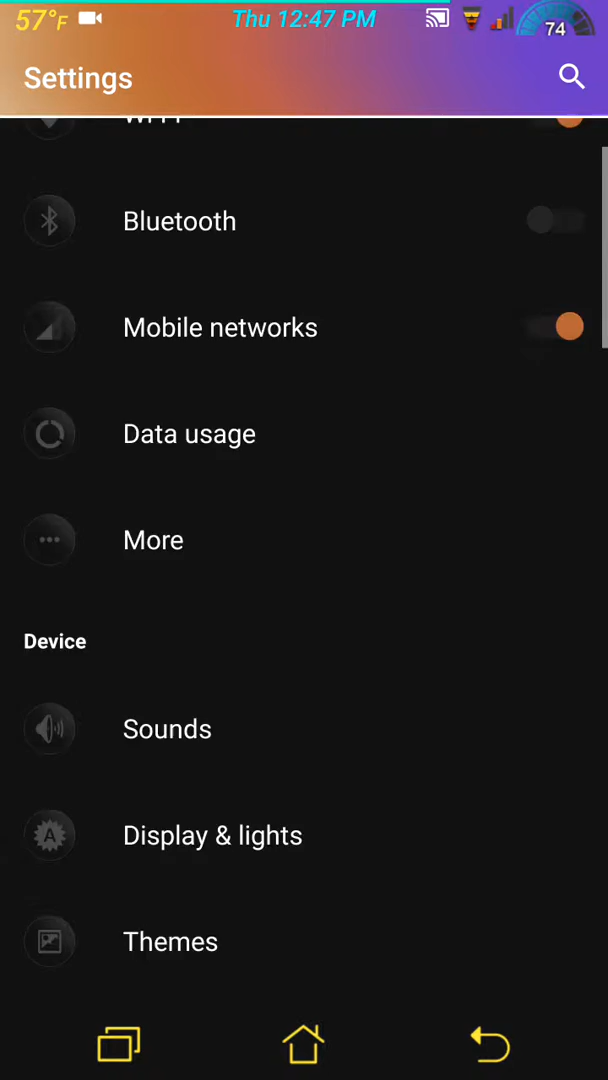 57°F
Thu 12:47 PM
74
Settings
Bluetooth
Mobile networks
Data usage
More
Device
Sounds
A
Display & lights
Themes